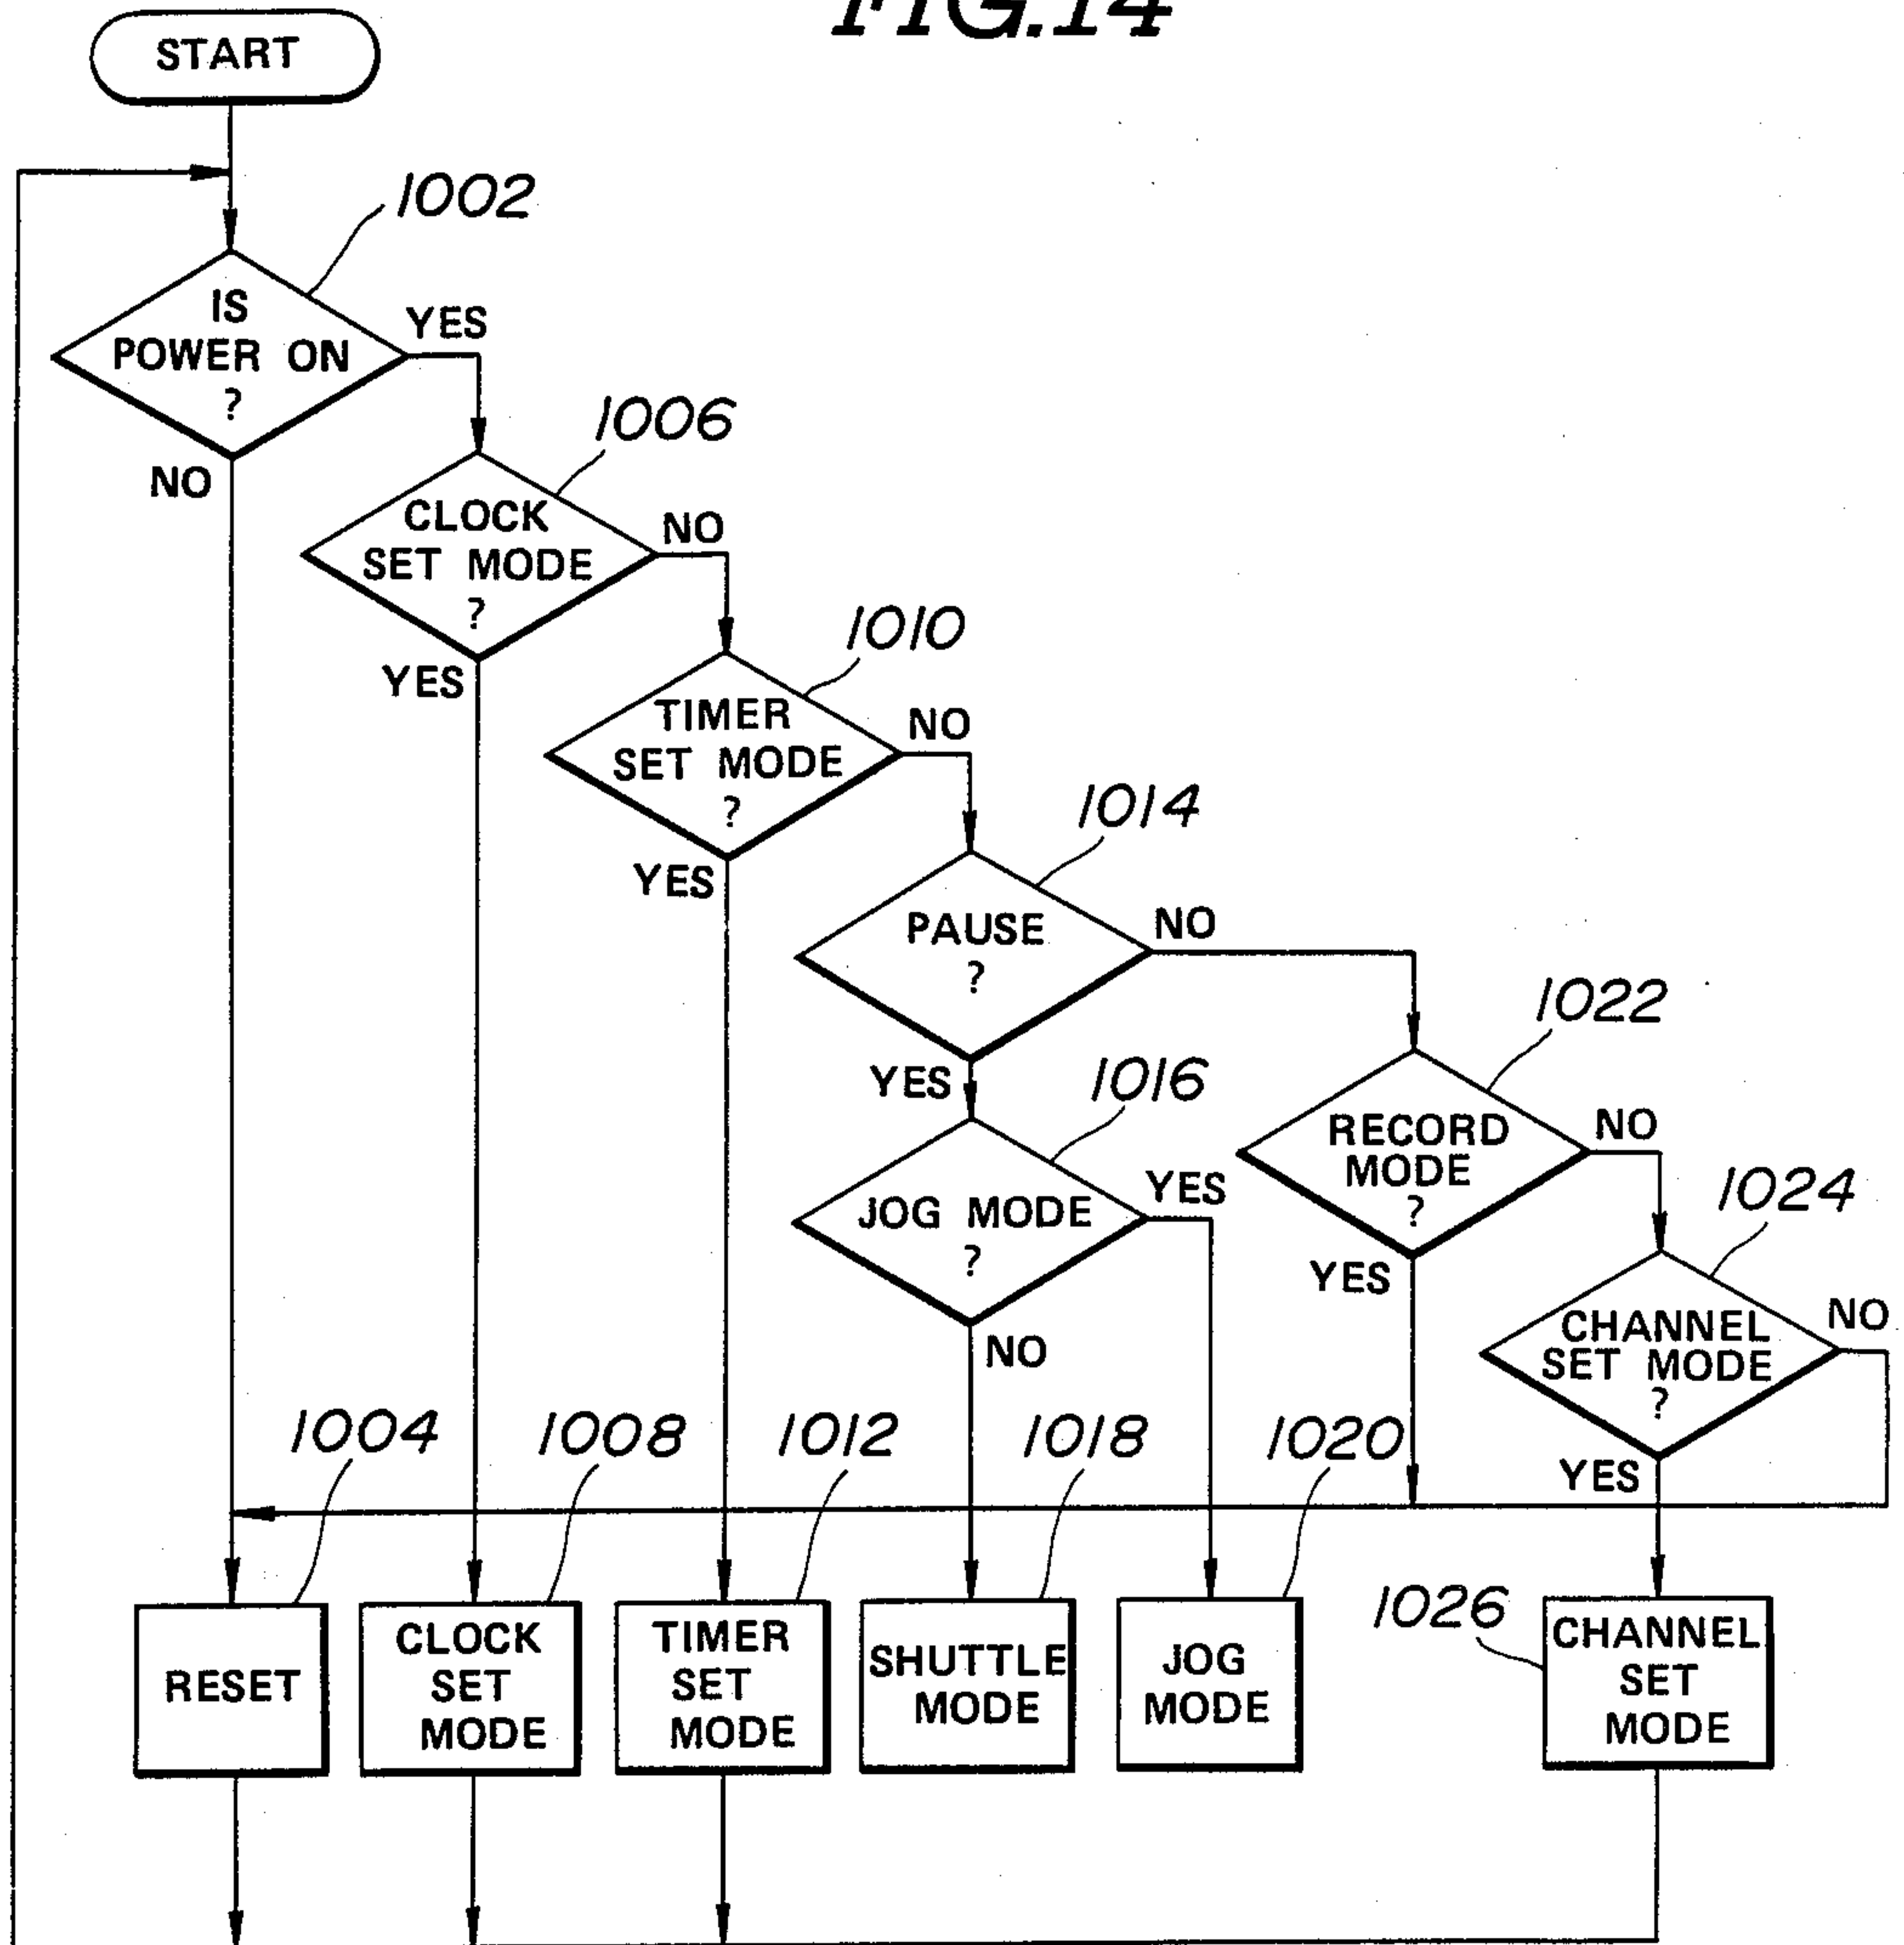 FIG.14
START
1002
IS
POWER ON
?
YES
NO
1006
CLOCK
SET MODE
?
NO
YES
1010
TIMER
SET MODE
?
NO
YES
1014
PAUSE
?
NO
YES
1016
JOG MODE
?
YES
NO
1022
RECORD
MODE
?
NO
YES
1024
CHANNEL
SET MODE
?
NO
YES
1004
1008
1012
1018
1020
1026
RESET
CLOCK
SET
MODE
TIMER
SET
MODE
SHUTTLE
MODE
JOG
MODE
CHANNEL
SET
MODE